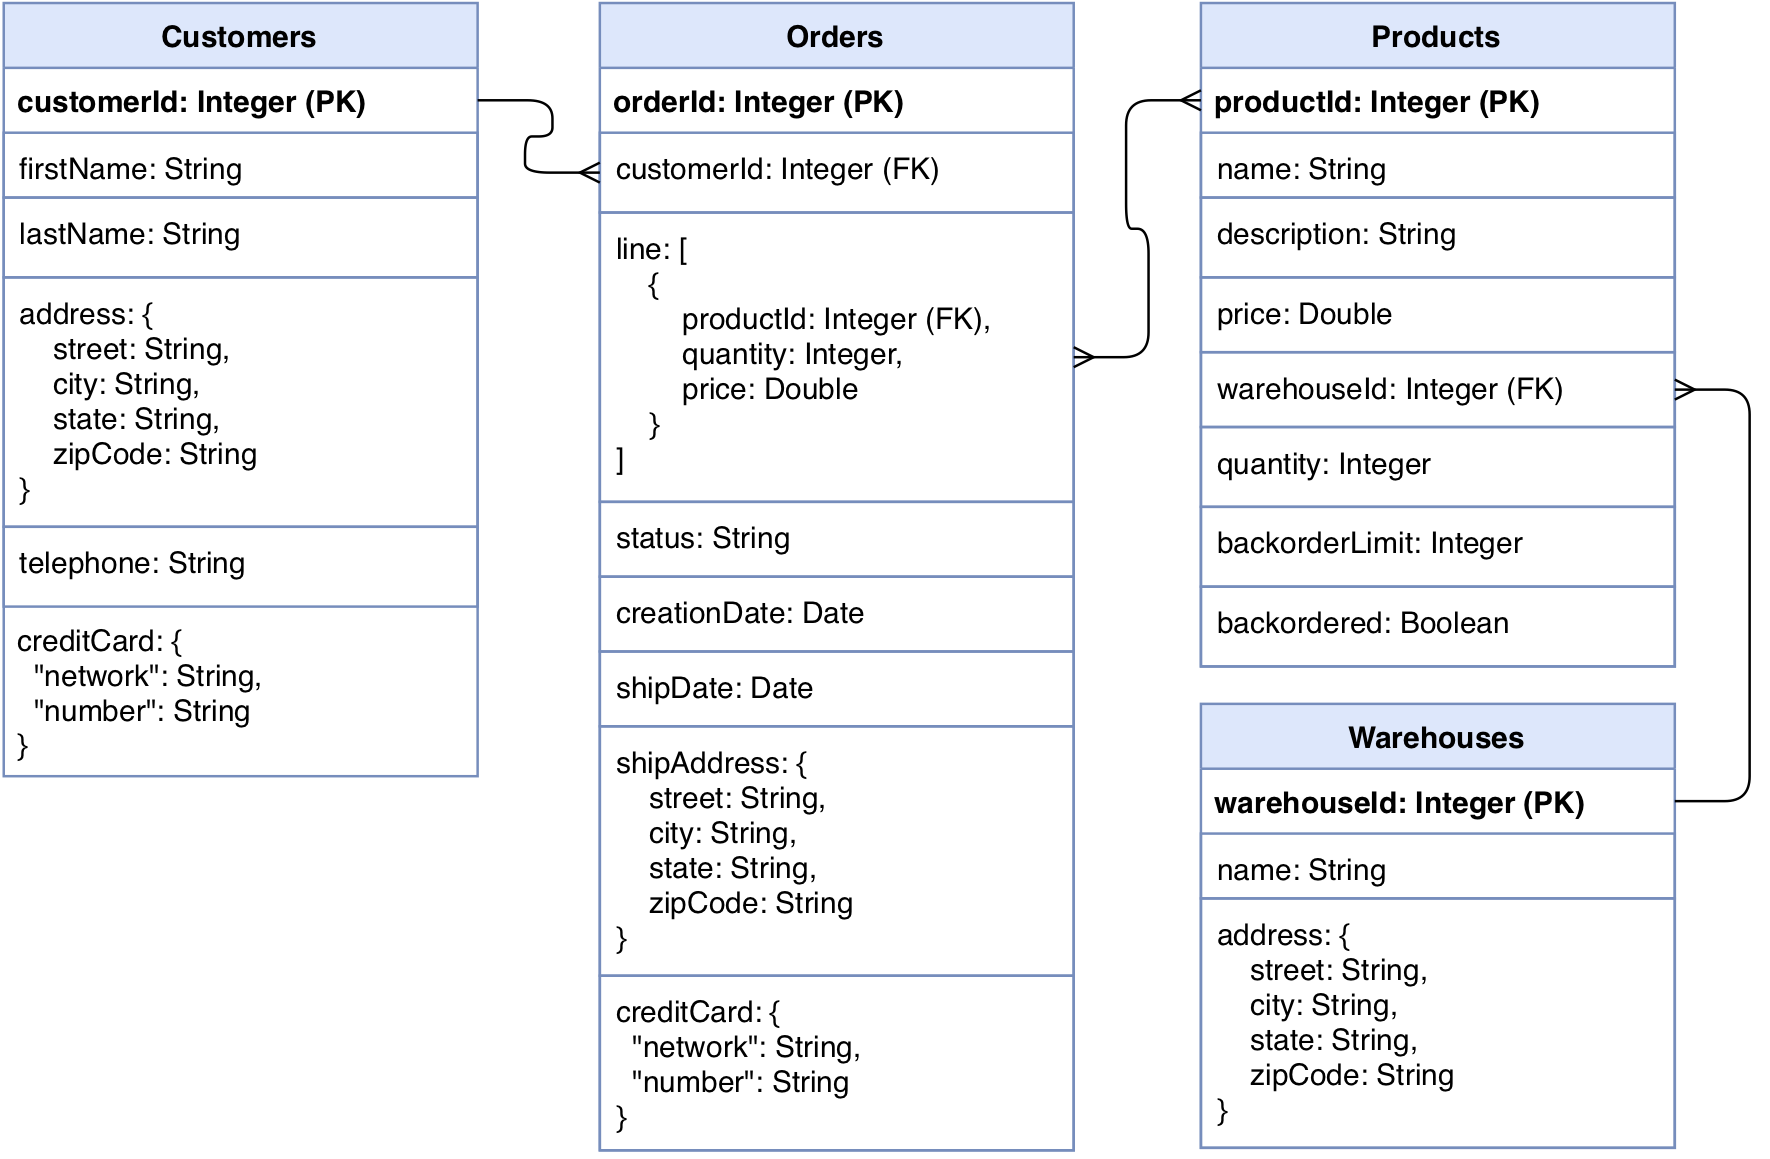 Customers
customerId: Integer (PK)
firstName: String
lastName: String
address: {
street: String,
city: String,
state: String,
zipCode: String
}
telephone: String
creditCard: {
"network": String,
"number": String
}
Orders
orderId: Integer (PK)
customerId: Integer (FK)
line: [
{
productId: Integer (FK),
quantity: Integer,
price: Double
}
]
status: String
creationDate: Date
shipDate: Date
shipAddress: {
street: String,
city: String,
state: String,
zipCode: String
}
creditCard: {
"network": String,
"number": String
}
Products
productId: Integer (PK)
name: String
description: String
price: Double
warehouseId: Integer (FK)
quantity: Integer
backorderLimit: Integer
backordered: Boolean
Warehouses
warehouseId: Integer (PK)
name: String
address: {
street: String,
city: String,
state: String,
zipCode: String
}